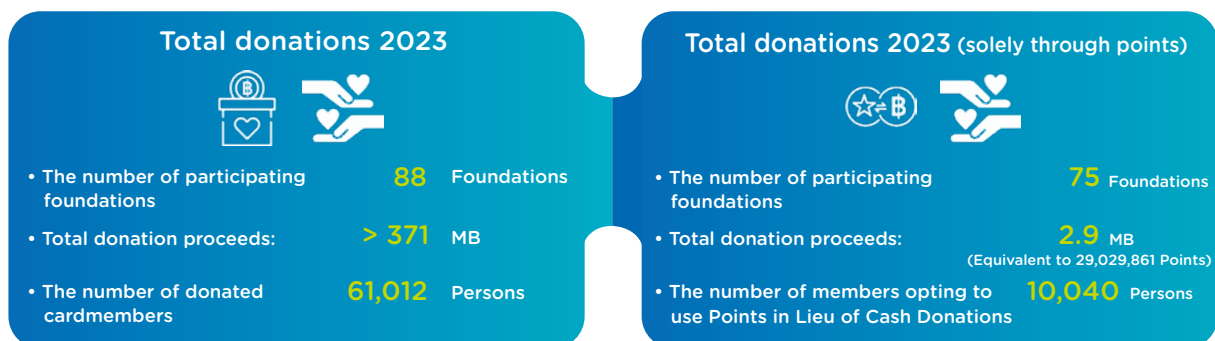 Total donations 2023
฿
• The number of participating 88 Foundations
foundations
• Total donation proceeds: > 371 MB
• The number of donated 61,012 Persons
cardmembers
Total donations 2023 (solely through points)
฿
• The number of participating 75 Foundations
foundations
• Total donation proceeds: 2.9 MB
(Equivalent to 29,029,861 Points)
• The number of members opting to 10,040 Persons
use Points in Lieu of Cash Donations